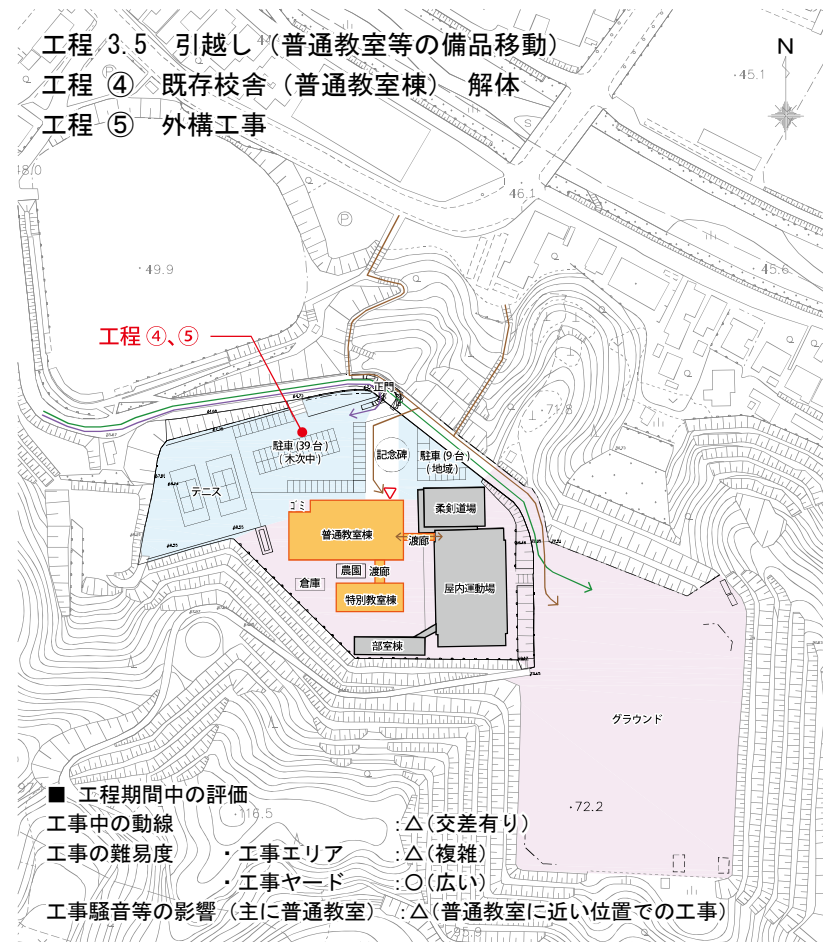 工程 3.5 引越し（普通教室等の備品移動）
工程 ④ 既存校舎（普通教室棟） 解体
工程 ⑤ 外構工事
N
45.1
46.1
49.9
45.6
工程④、⑤
正門
71.8
駐車(39台)
(木次中)
記念碑
駐車(9台)
(地域)
テニス
ゴミ
柔剣道場
普通教室棟
渡廊
農園
渡廊
倉庫
特別教室棟
屋内運動場
部室棟
グラウンド
72.2
■ 工程期間中の評価
116.5
工事中の動線 :△(交差有り)
工事の難易度 ・工事エリア :△(複雑)
・工事ヤード :○(広い)
工事騒音等の影響（主に普通教室） :△(普通教室に近い位置での工事)
95.9